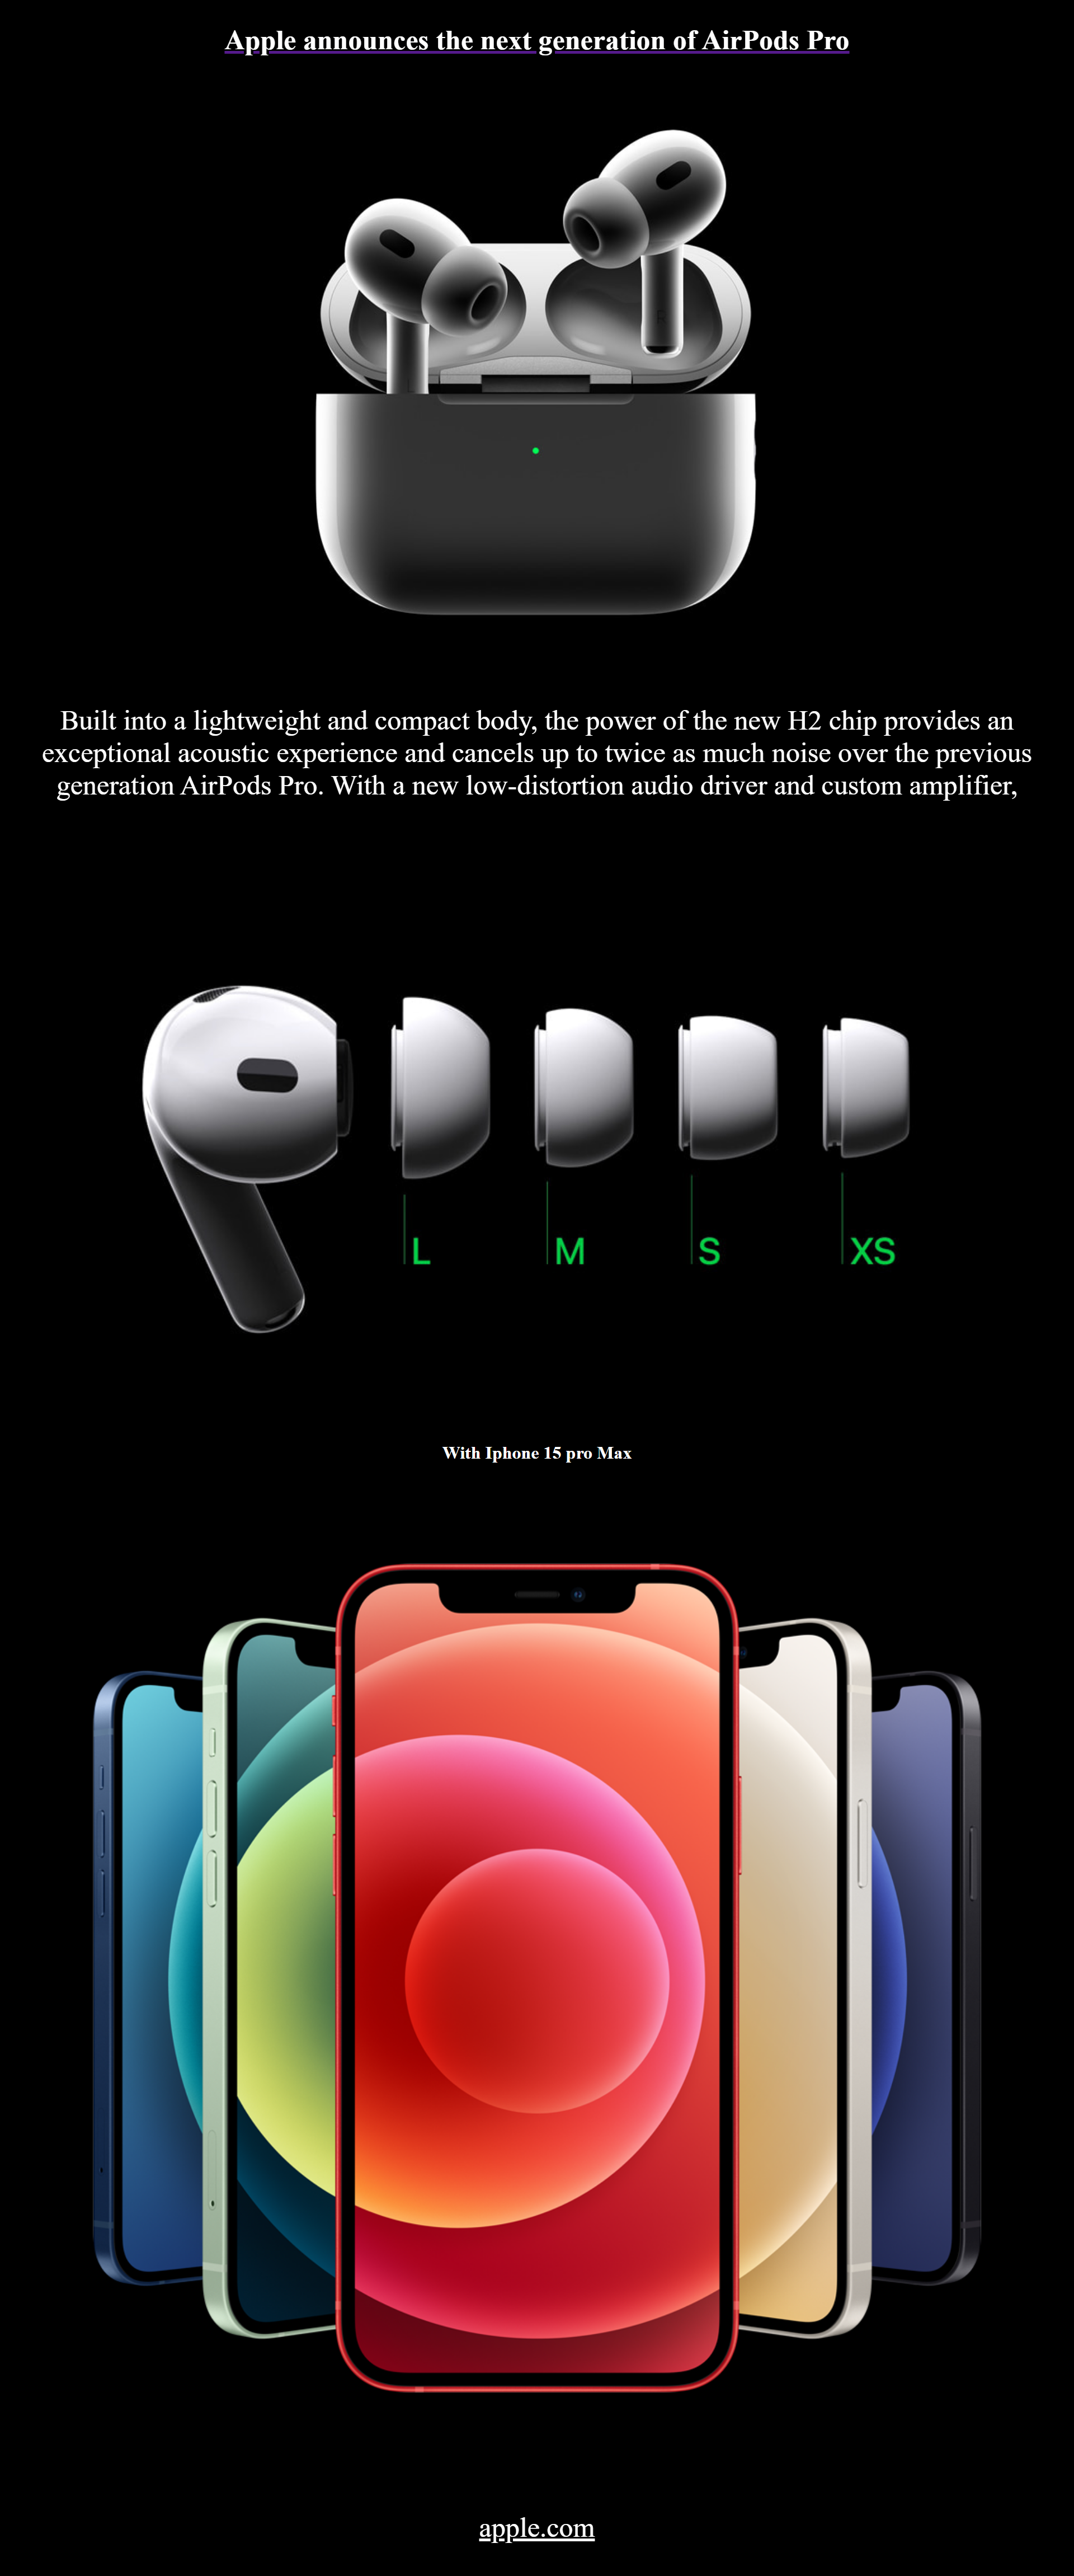 Apple announces the next generation of AirPods Pro
Built into a lightweight and compact body, the power of the new H2 chip provides an
exceptional acoustic experience and cancels up to twice as much noise over the previous
generation AirPods Pro. With a new low-distortion audio driver and custom amplifier,
L M S XS
With Iphone 15 pro Max
apple.com